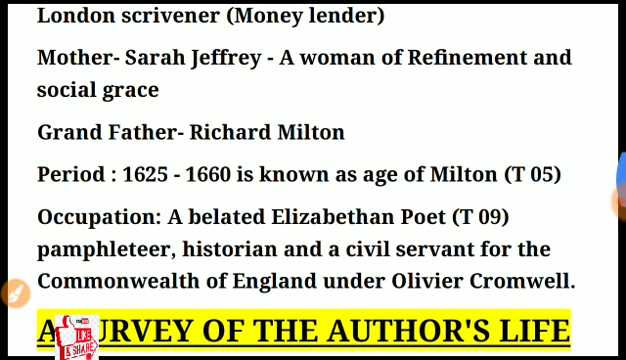 London scrivener (Money lender)
Mother- Sarah Jeffrey - A woman of Refinement and
social grace
Grand Father- Richard Milton
Period : 1625 - 1660 is known as age of Milton (T 05)
Occupation: A belated Elizabethan Poet (T 09)
pamphleteer, historian and a civil servant for the
Commonwealth of England under Olivier Cromwell.
A URVEY OF THE AUTHOR'S LIFE
LIKE
& SHARE